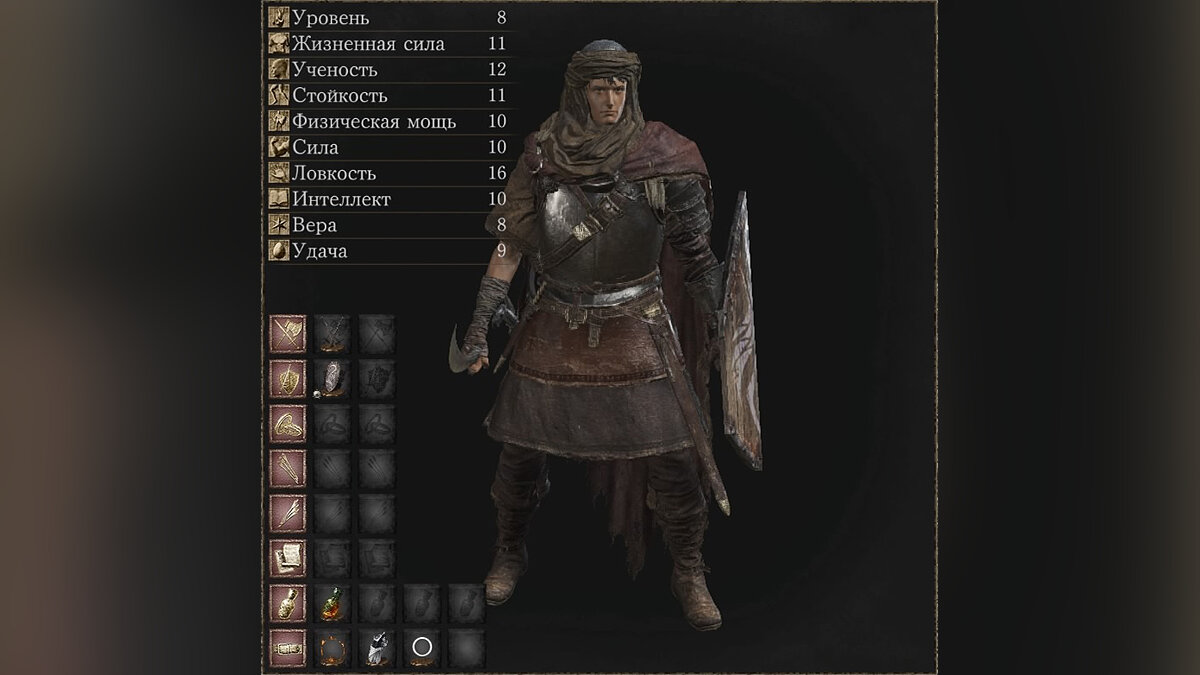 Уровень 8
Жизненная сила 11
Ученость 12
Стойкость 11
Физическая мощь 10
Сила 10
Ловкость 16
Интеллект 10
Вера 8
Удача 9